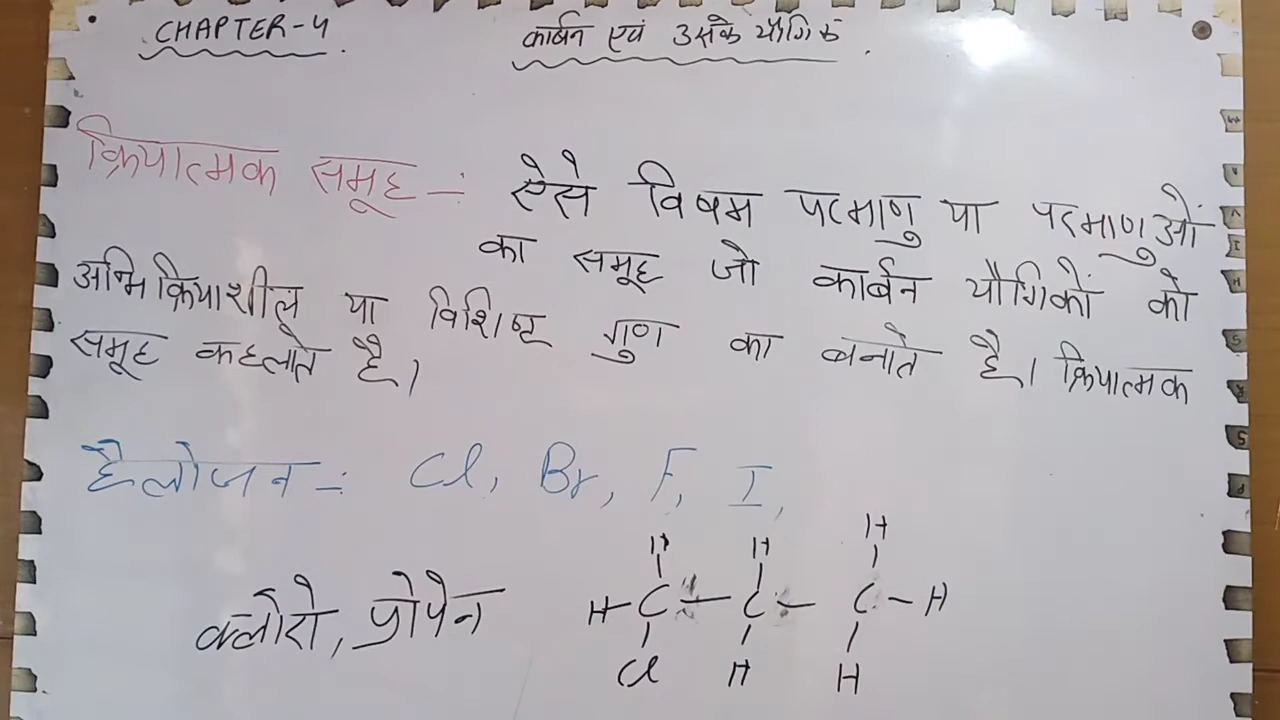 CHAPTER-4 कार्बन एवं उसके यौगिक.
क्रियात्मक समूह -: ऐसे विषम परमाणु या परमाणुओं
का समूह जो कार्बन यौगिकों को
अभिक्रियाशील या विशिष्ट गुण का बनाते है। क्रियात्मक
समूह कहलाते है।
हैलोजन -: Cl, Br, F, I,
H H H
क्लोरो, प्रोपेन H-C-C-C-H
Cl H H